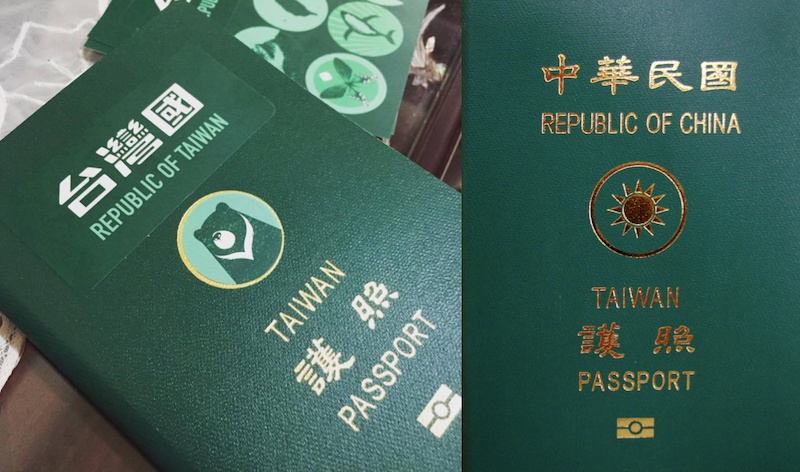 台灣國
REPUBLIC OF TAIWAN
TAIWAN
護照
PASSPORT
中華民國
REPUBLIC OF CHINA
TAIWAN
護照
PASSPORT